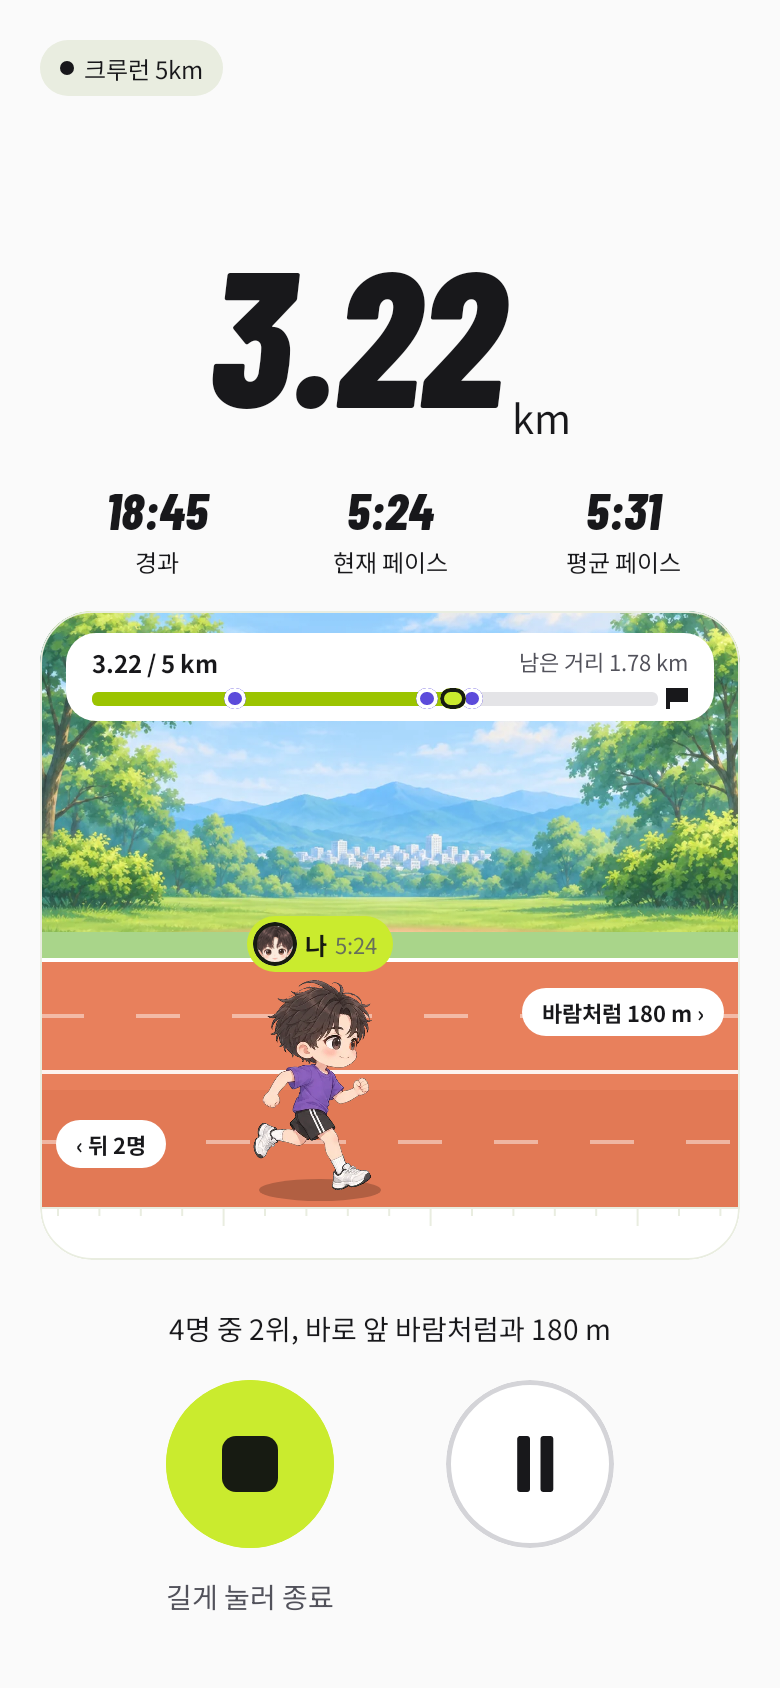 크루런 5km
3.22 km
18:45 5:24 5:31
경과 현재 페이스 평균 페이스
3.22 / 5 km 남은 거리 1.78 km
나 5:24
바람처럼 180 m ›
‹ 뒤 2명
4명 중 2위, 바로 앞 바람처럼과 180 m
길게 눌러 종료